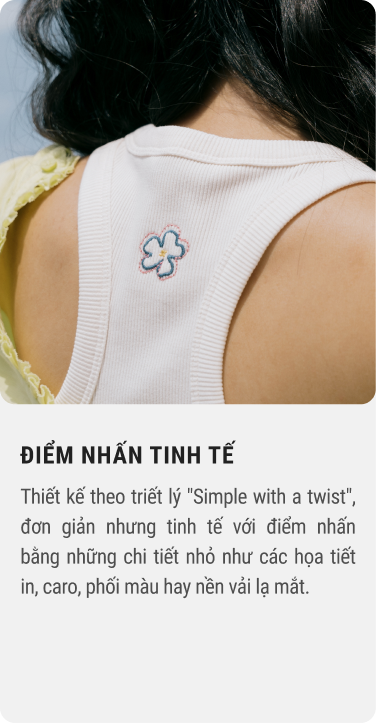 ĐIỂM NHẤN TINH TẾ
Thiết kế theo triết lý "Simple with a twist",
đơn giản nhưng tinh tế với điểm nhấn
bằng những chi tiết nhỏ như các họa tiết
in, caro, phối màu hay nền vải lạ mắt.